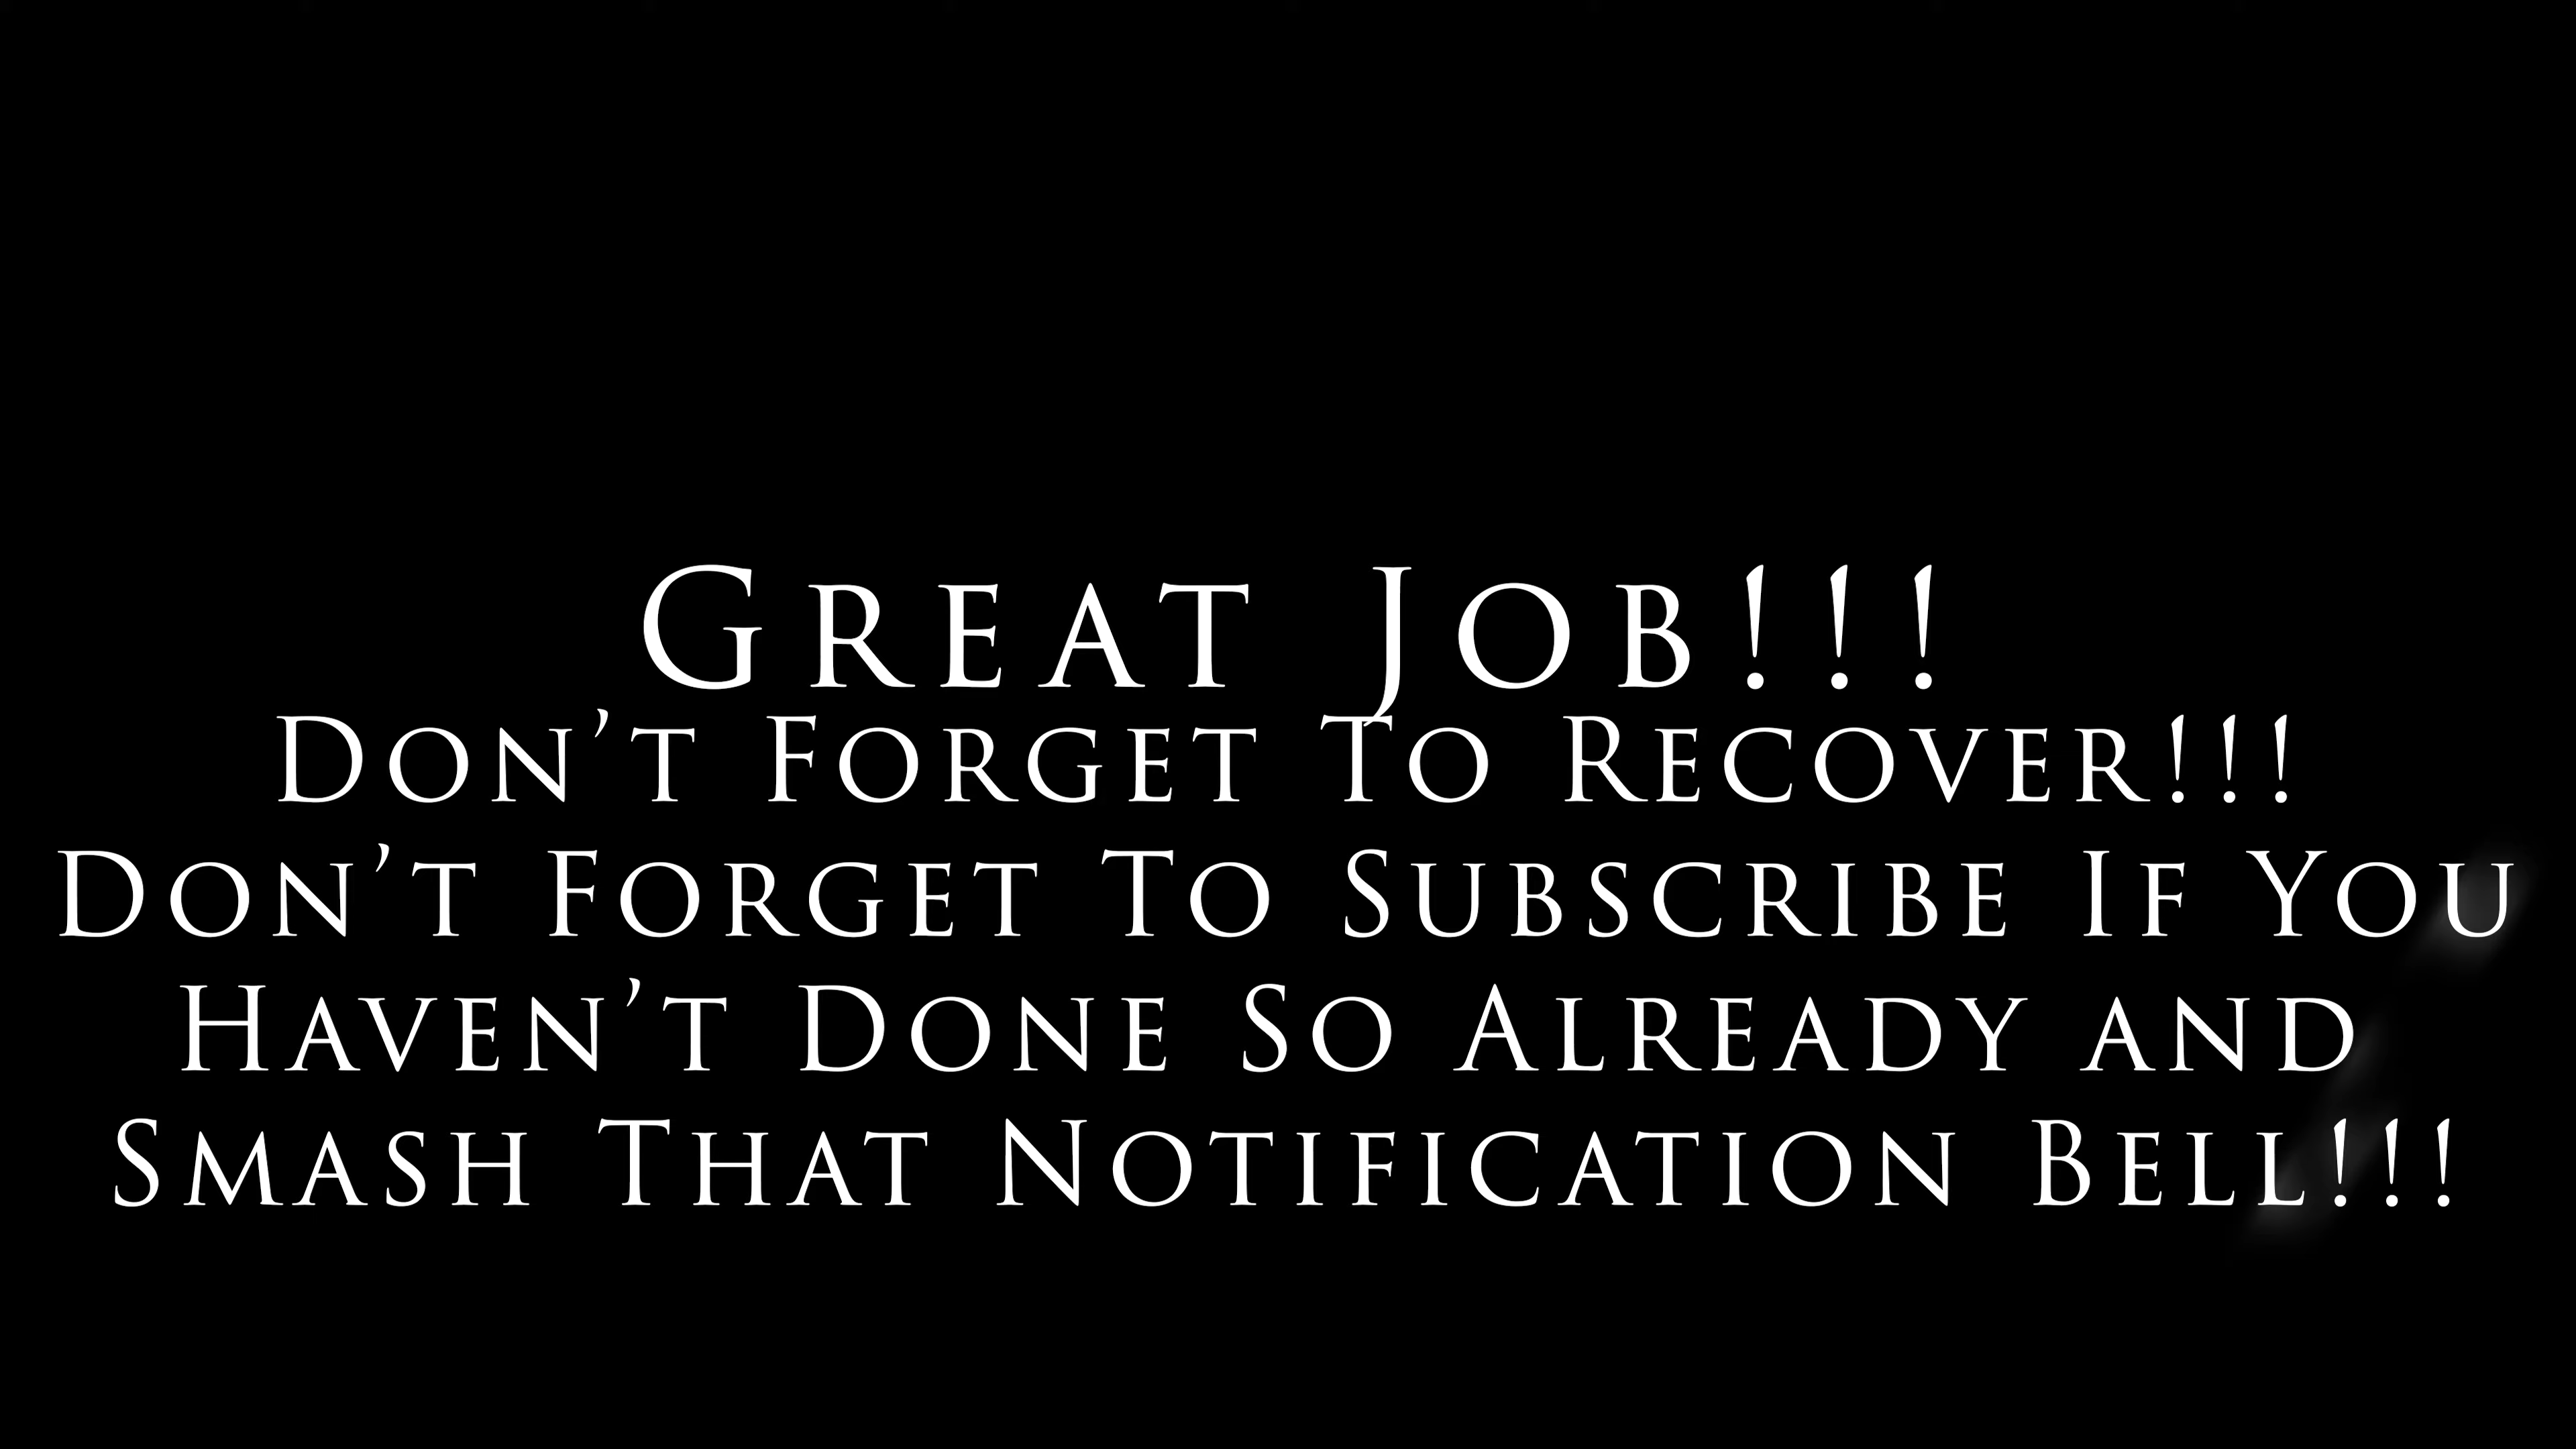 Great Job!!!
Don't Forget To Recover!!!
Don't Forget To Subscribe If You
Haven't Done So Already and
Smash That Notification Bell!!!